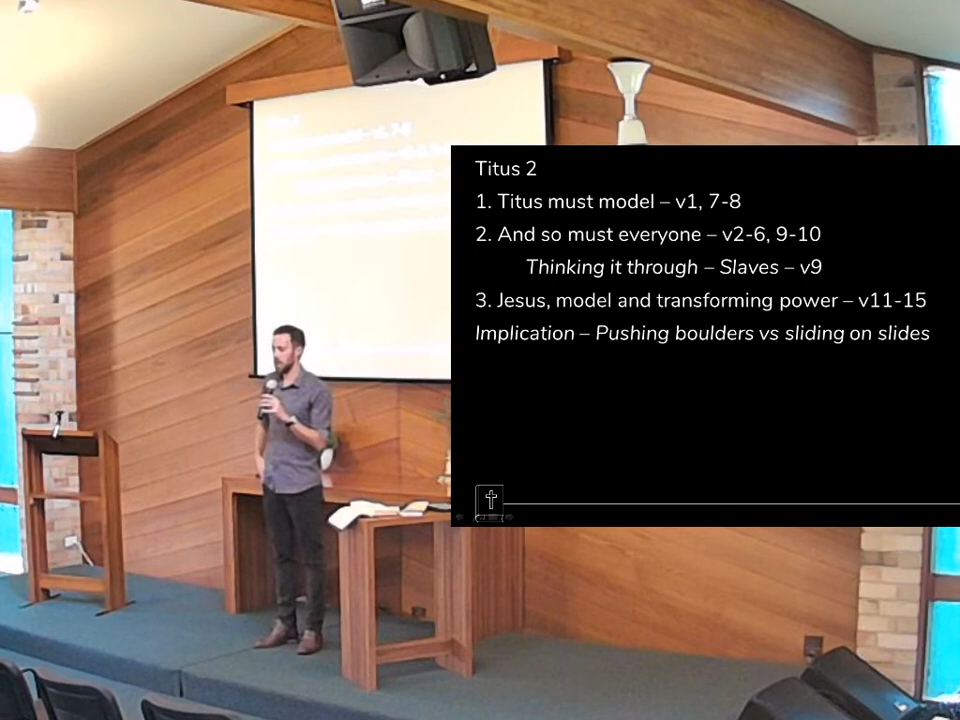 Titus 2
1. Titus must model – v1, 7-8
2. And so must everyone – v2-6, 9-10
Thinking it through – Slaves – v9
3. Jesus, model and transforming power – v11-15
Implication – Pushing boulders vs sliding on slides